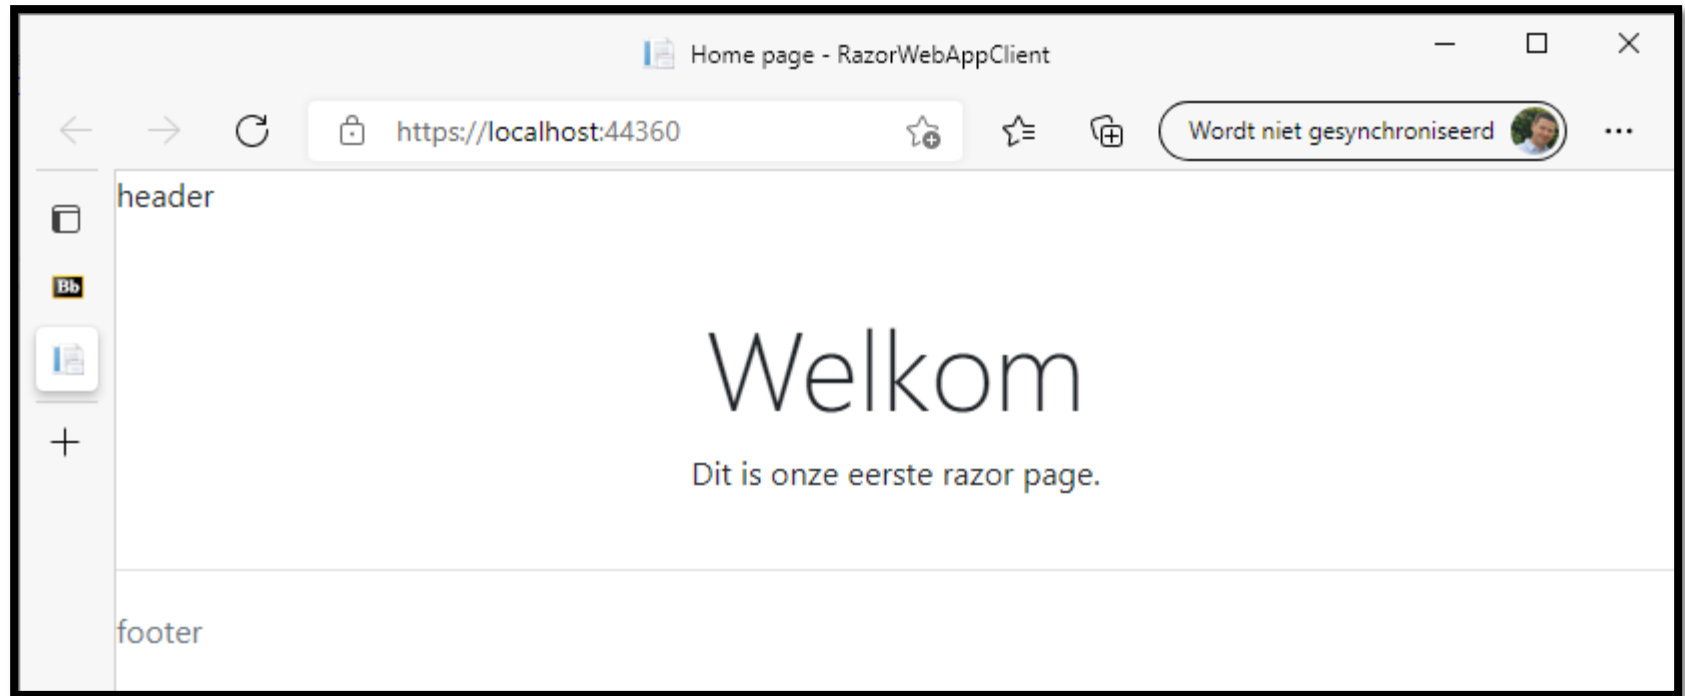 Home page - RazorWebAppClient
https://localhost:44360
Wordt niet gesynchroniseerd
header
Bb
Welkom
Dit is onze eerste razor page.
footer